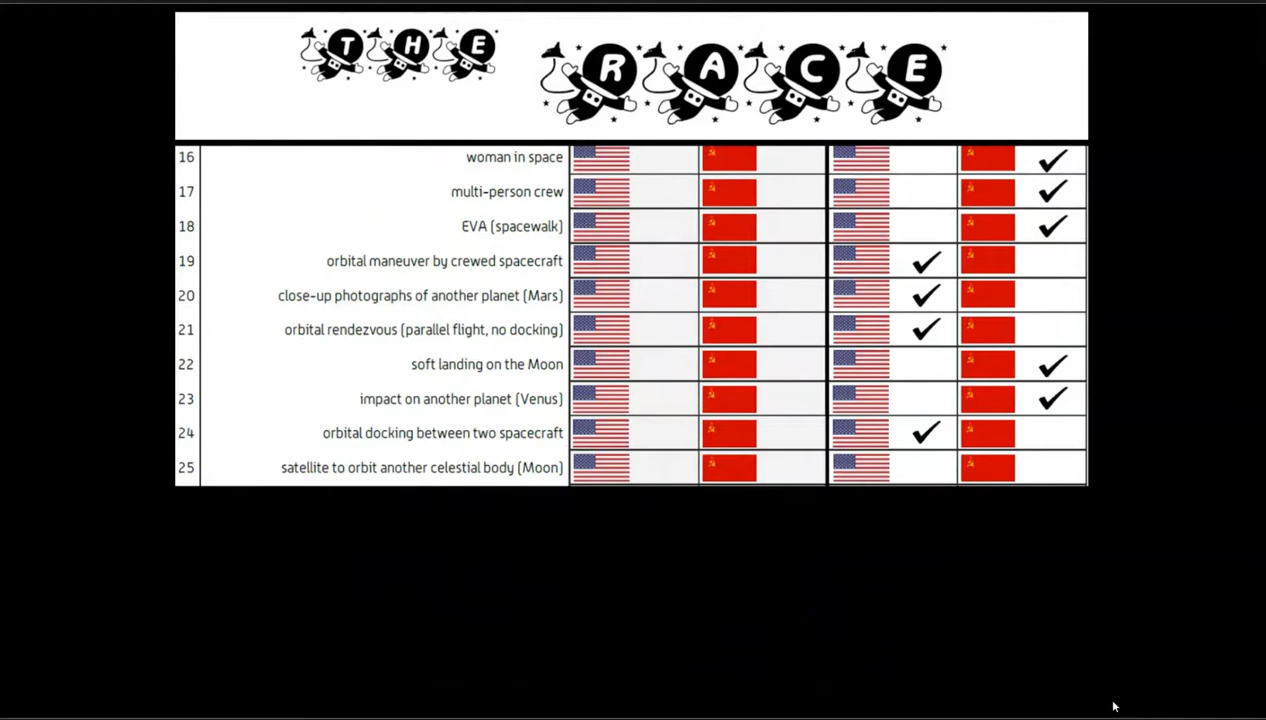 THE RACE
16 woman in space
17 multi-person crew
18 EVA (spacewalk)
19 orbital maneuver by crewed spacecraft
20 close-up photographs of another planet (Mars)
21 orbital rendezvous (parallel flight, no docking)
22 soft landing on the Moon
23 impact on another planet (Venus)
24 orbital docking between two spacecraft
25 satellite to orbit another celestial body (Moon)